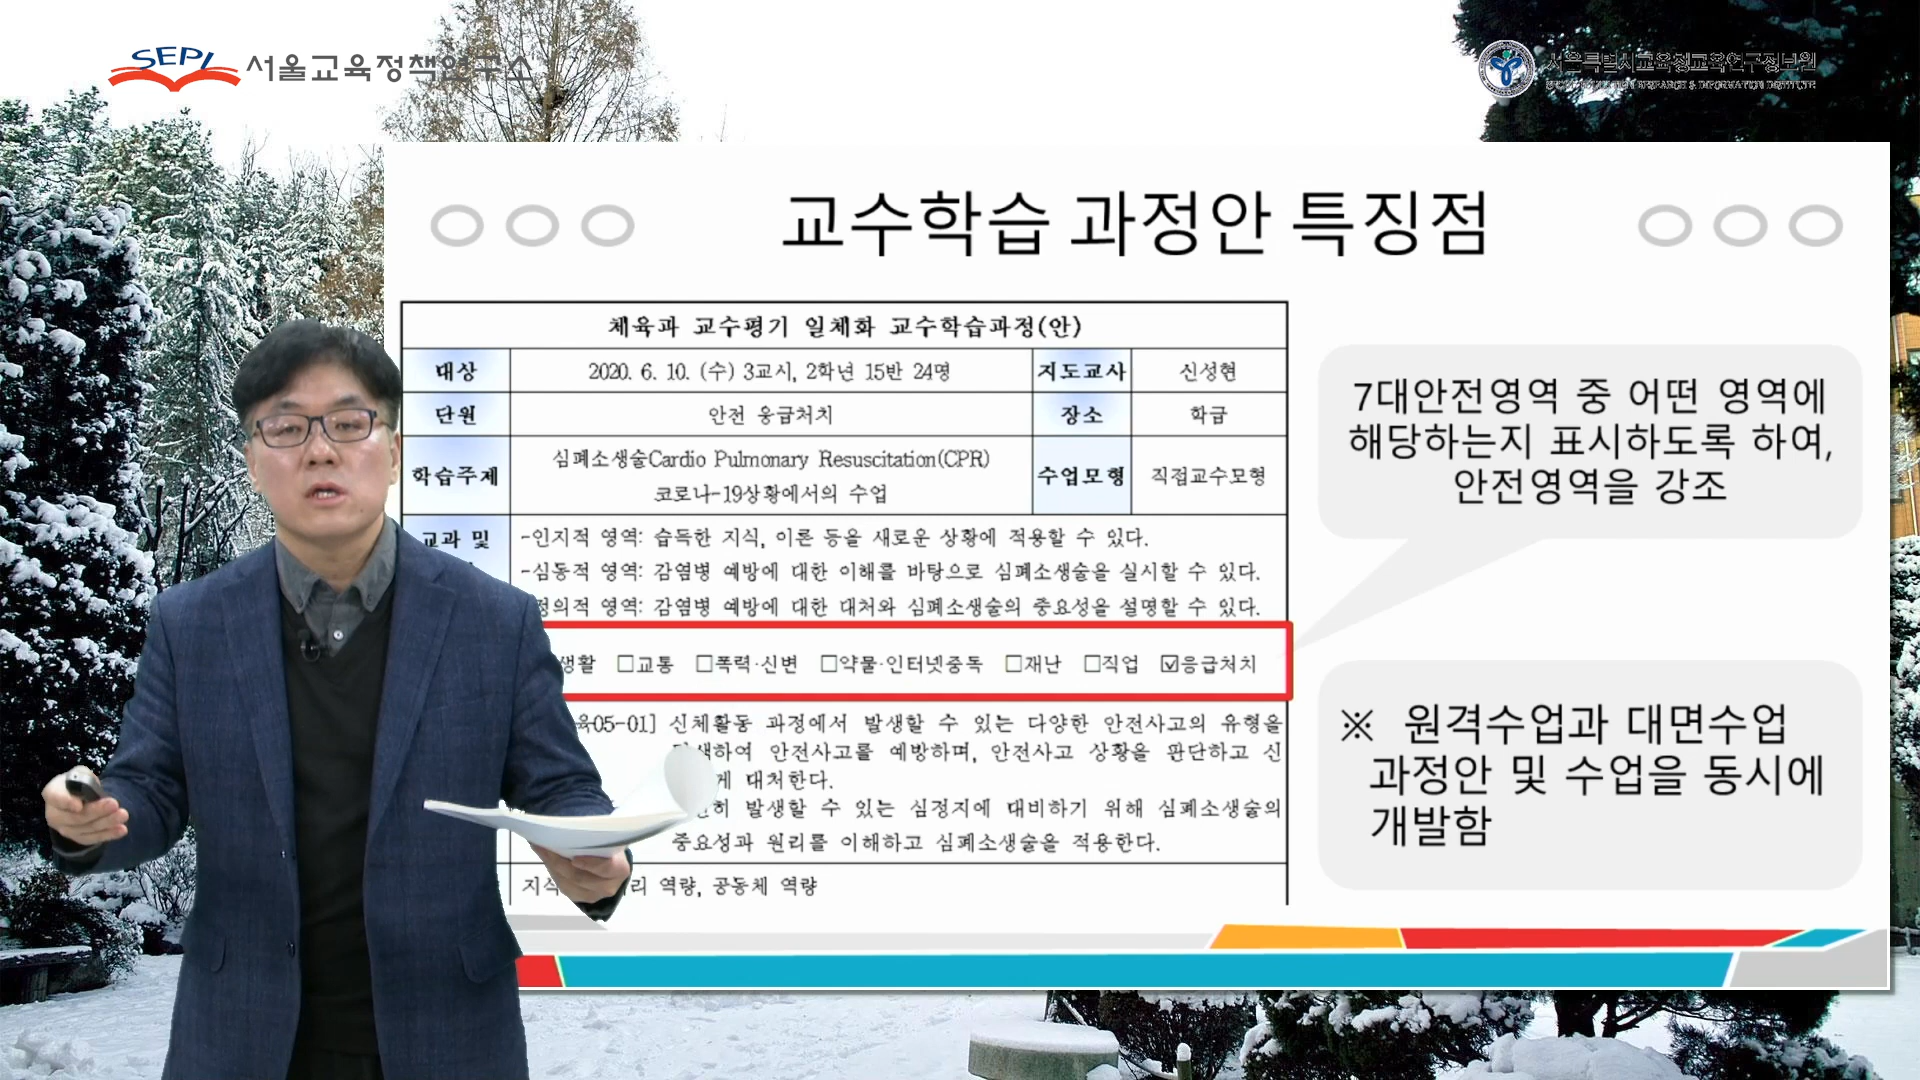 SEPI 서울교육정책연구소
서울특별시교육청교육연구정보원
교수학습 과정안 특징점
체육과 교수평기 일체화 교수학습과정(안)
대상 2020. 6. 10. (수) 3교시, 2학년 15반 24명 지도교사 신성현
단원 안전 응급처치 장소 학급
학습주제 심폐소생술Cardio Pulmonary Resuscitation(CPR)
코로나-19상황에서의 수업 수업모형 직접교수모형
교과 및 -인지적 영역: 습득한 지식, 이론 등을 새로운 상황에 적용할 수 있다.
-심동적 영역: 감염병 예방에 대한 이해를 바탕으로 심폐소생술을 실시할 수 있다.
정의적 영역: 감염병 예방에 대한 대처와 심폐소생술의 중요성을 설명할 수 있다.
생활 □교통 □폭력·신변 □약물·인터넷중독 □재난 □직업 ☑응급처치
육05-01] 신체활동 과정에서 발생할 수 있는 다양한 안전사고의 유형을
하여 안전사고를 예방하며, 안전사고 상황을 판단하고 신
게 대처한다.
히 발생할 수 있는 심정지에 대비하기 위해 심폐소생술의
중요성과 원리를 이해하고 심폐소생술을 적용한다.
지식 리 역량, 공동체 역량
7대안전영역 중 어떤 영역에
해당하는지 표시하도록 하여,
안전영역을 강조
※ 원격수업과 대면수업
과정안 및 수업을 동시에
개발함